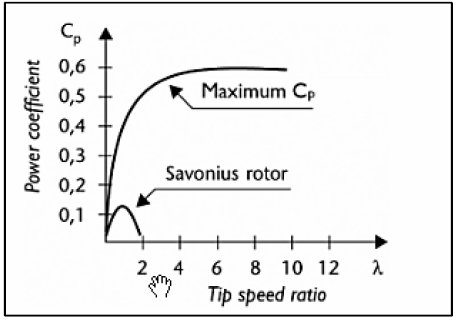 Cp
Power coefficient
0,6
0,5
0,4
0,3
0,2
0,1
Maximum Cp
Savonius rotor
2 4 6 8 10 12 λ
Tip speed ratio